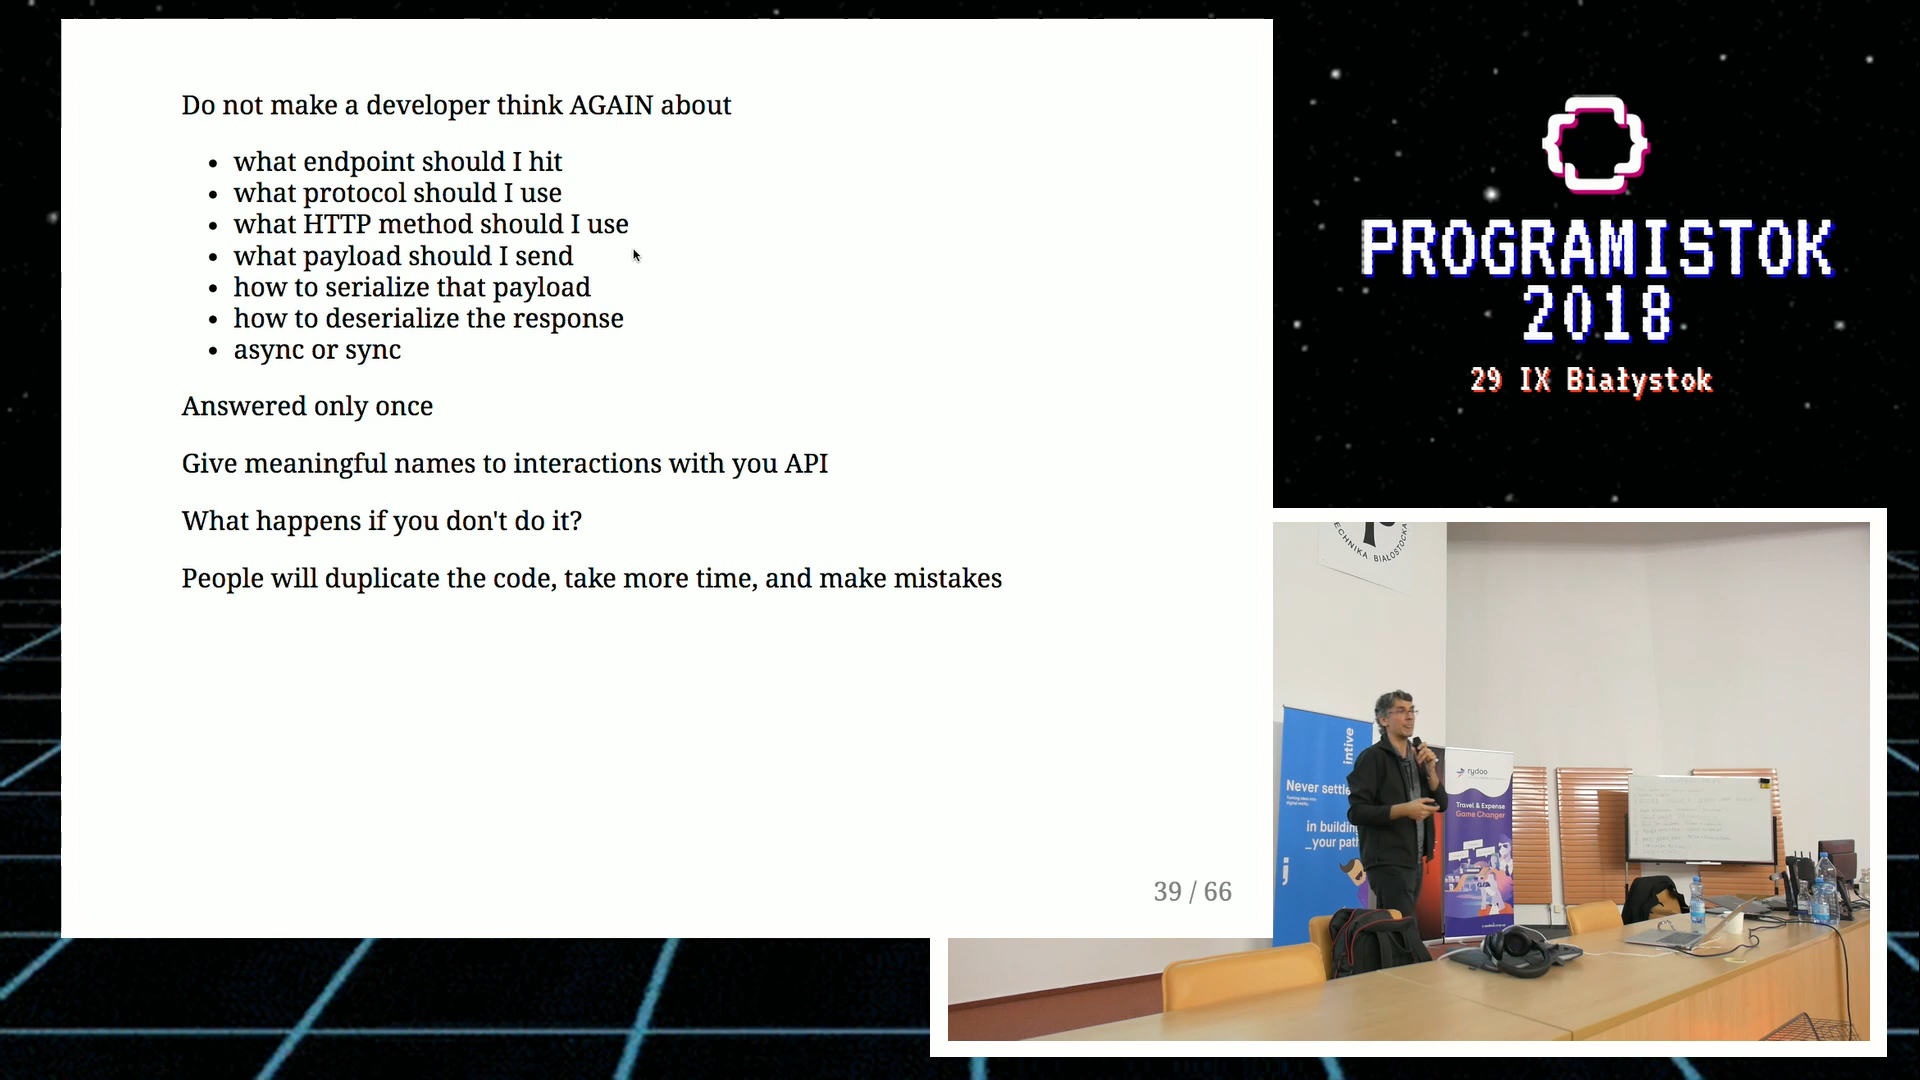 Do not make a developer think AGAIN about
• what endpoint should I hit
• what protocol should I use
• what HTTP method should I use
• what payload should I send
• how to serialize that payload
• how to deserialize the response
• async or sync
Answered only once
Give meaningful names to interactions with you API
What happens if you don't do it?
People will duplicate the code, take more time, and make mistakes
39 / 66
PROGRAMISTOK
2018
29 IX Białystok
ECHNIKA BIAŁOSTOCKA
intive
Never settle
in building
_your path
rydoo
Travel & Expense
Game Changer